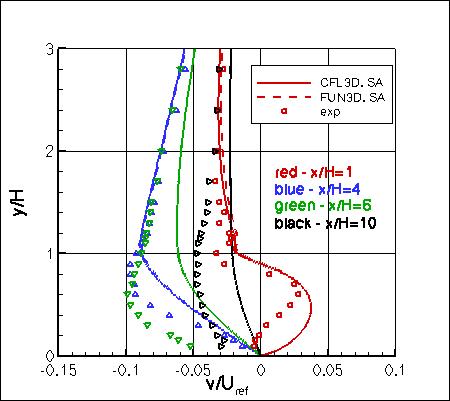 3
CFL3D, SA
FUN3D, SA
exp
2
red - x/H=1
blue - x/H=4
green - x/H=6
black - x/H=10
y/H
1
0
-0.15
-0.1
-0.05
0
0.05
0.1
v/Uref